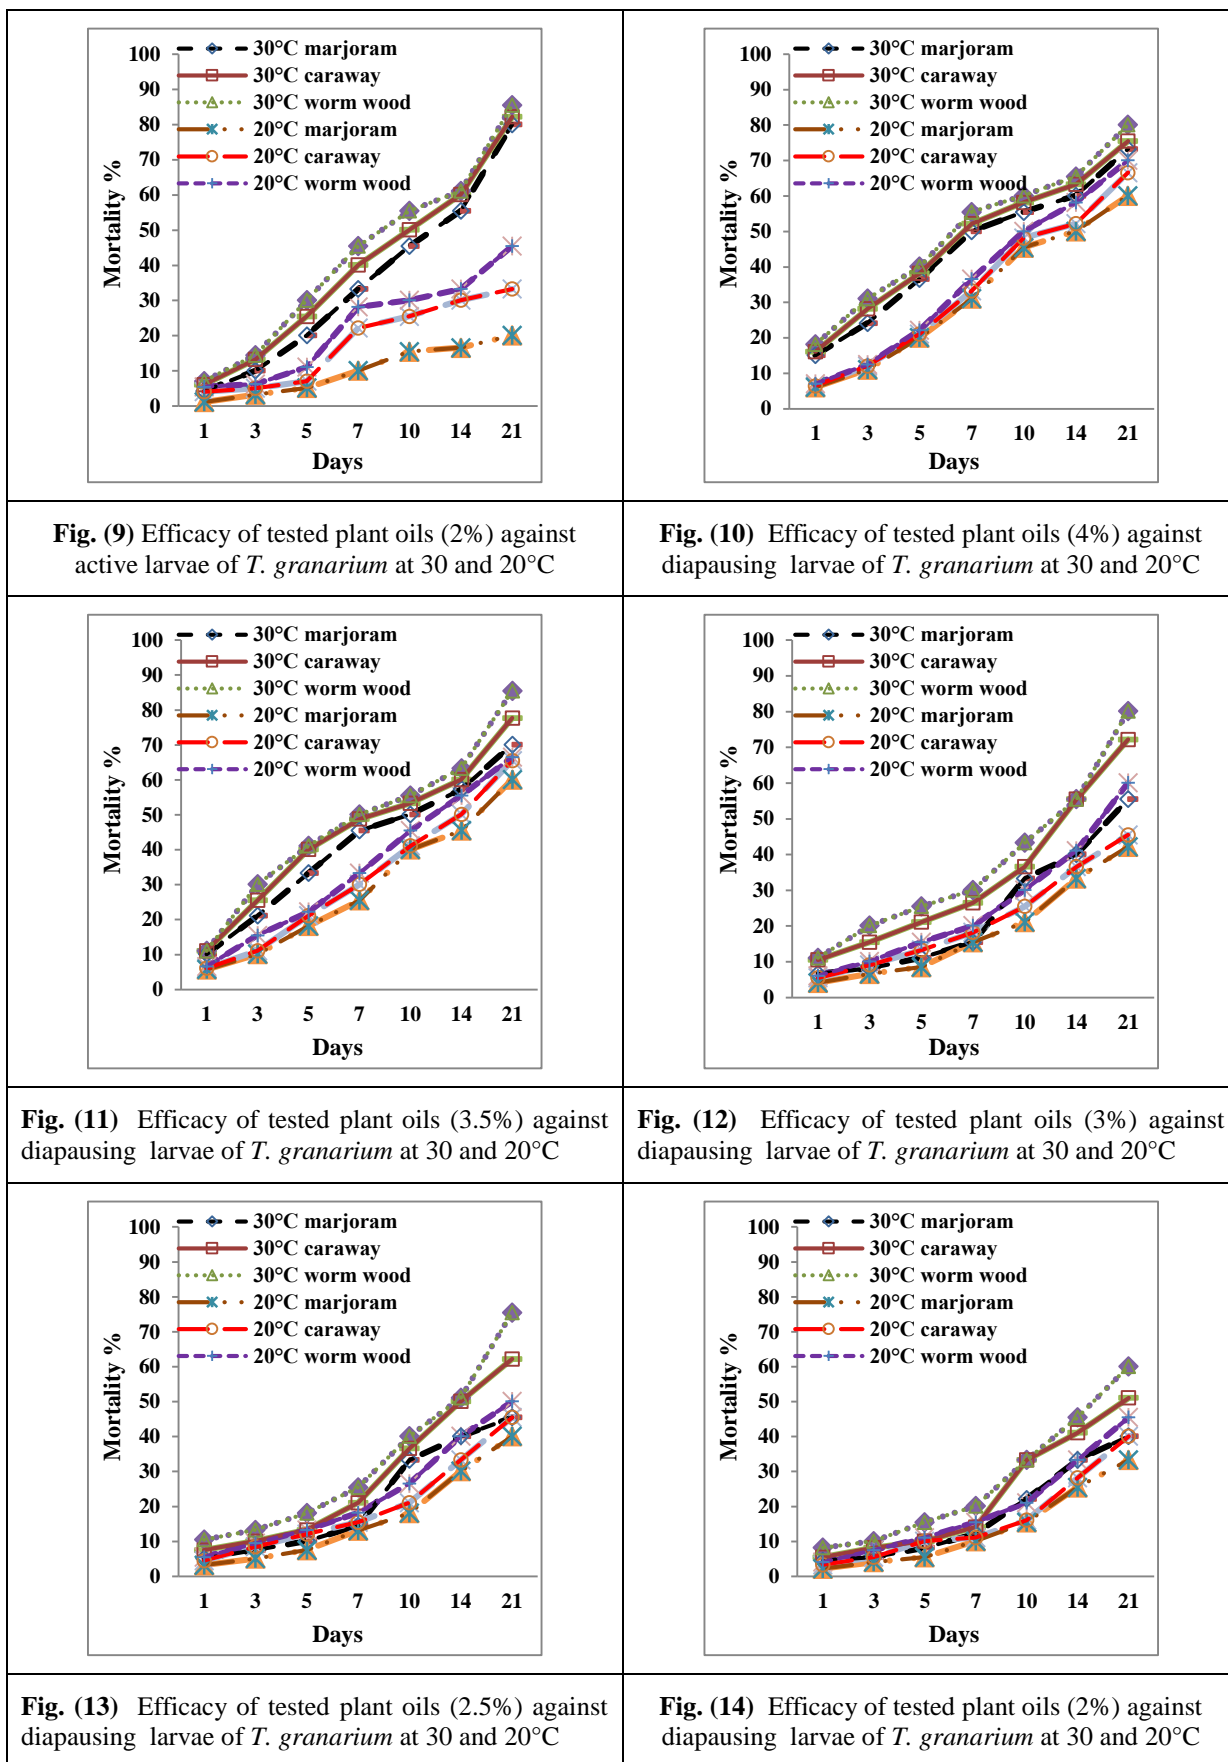 100
90
80
70
60
50
40
30
20
10
0
Mortality %
30°C marjoram
30°C caraway
30°C worm wood
20°C marjoram
20°C caraway
20°C worm wood
1 3 5 7 10 14 21
Days
100
90
80
70
60
50
40
30
20
10
0
Mortality %
30°C marjoram
30°C caraway
30°C worm wood
20°C marjoram
20°C caraway
20°C worm wood
1 3 5 7 10 14 21
Days
Fig. (9) Efficacy of tested plant oils (2%) against
active larvae of T. granarium at 30 and 20°C
Fig. (10) Efficacy of tested plant oils (4%) against
diapausing larvae of T. granarium at 30 and 20°C
100
90
80
70
60
50
40
30
20
10
0
Mortality %
30°C marjoram
30°C caraway
30°C worm wood
20°C marjoram
20°C caraway
20°C worm wood
1 3 5 7 10 14 21
Days
100
90
80
70
60
50
40
30
20
10
0
Mortality %
30°C marjoram
30°C caraway
30°C worm wood
20°C marjoram
20°C caraway
20°C worm wood
1 3 5 7 10 14 21
Days
Fig. (11) Efficacy of tested plant oils (3.5%) against
diapausing larvae of T. granarium at 30 and 20°C
Fig. (12) Efficacy of tested plant oils (3%) against
diapausing larvae of T. granarium at 30 and 20°C
100
90
80
70
60
50
40
30
20
10
0
Mortality %
30°C marjoram
30°C caraway
30°C worm wood
20°C marjoram
20°C caraway
20°C worm wood
1 3 5 7 10 14 21
Days
100
90
80
70
60
50
40
30
20
10
0
Mortality %
30°C marjoram
30°C caraway
30°C worm wood
20°C marjoram
20°C caraway
20°C worm wood
1 3 5 7 10 14 21
Days
Fig. (13) Efficacy of tested plant oils (2.5%) against
diapausing larvae of T. granarium at 30 and 20°C
Fig. (14) Efficacy of tested plant oils (2%) against
diapausing larvae of T. granarium at 30 and 20°C